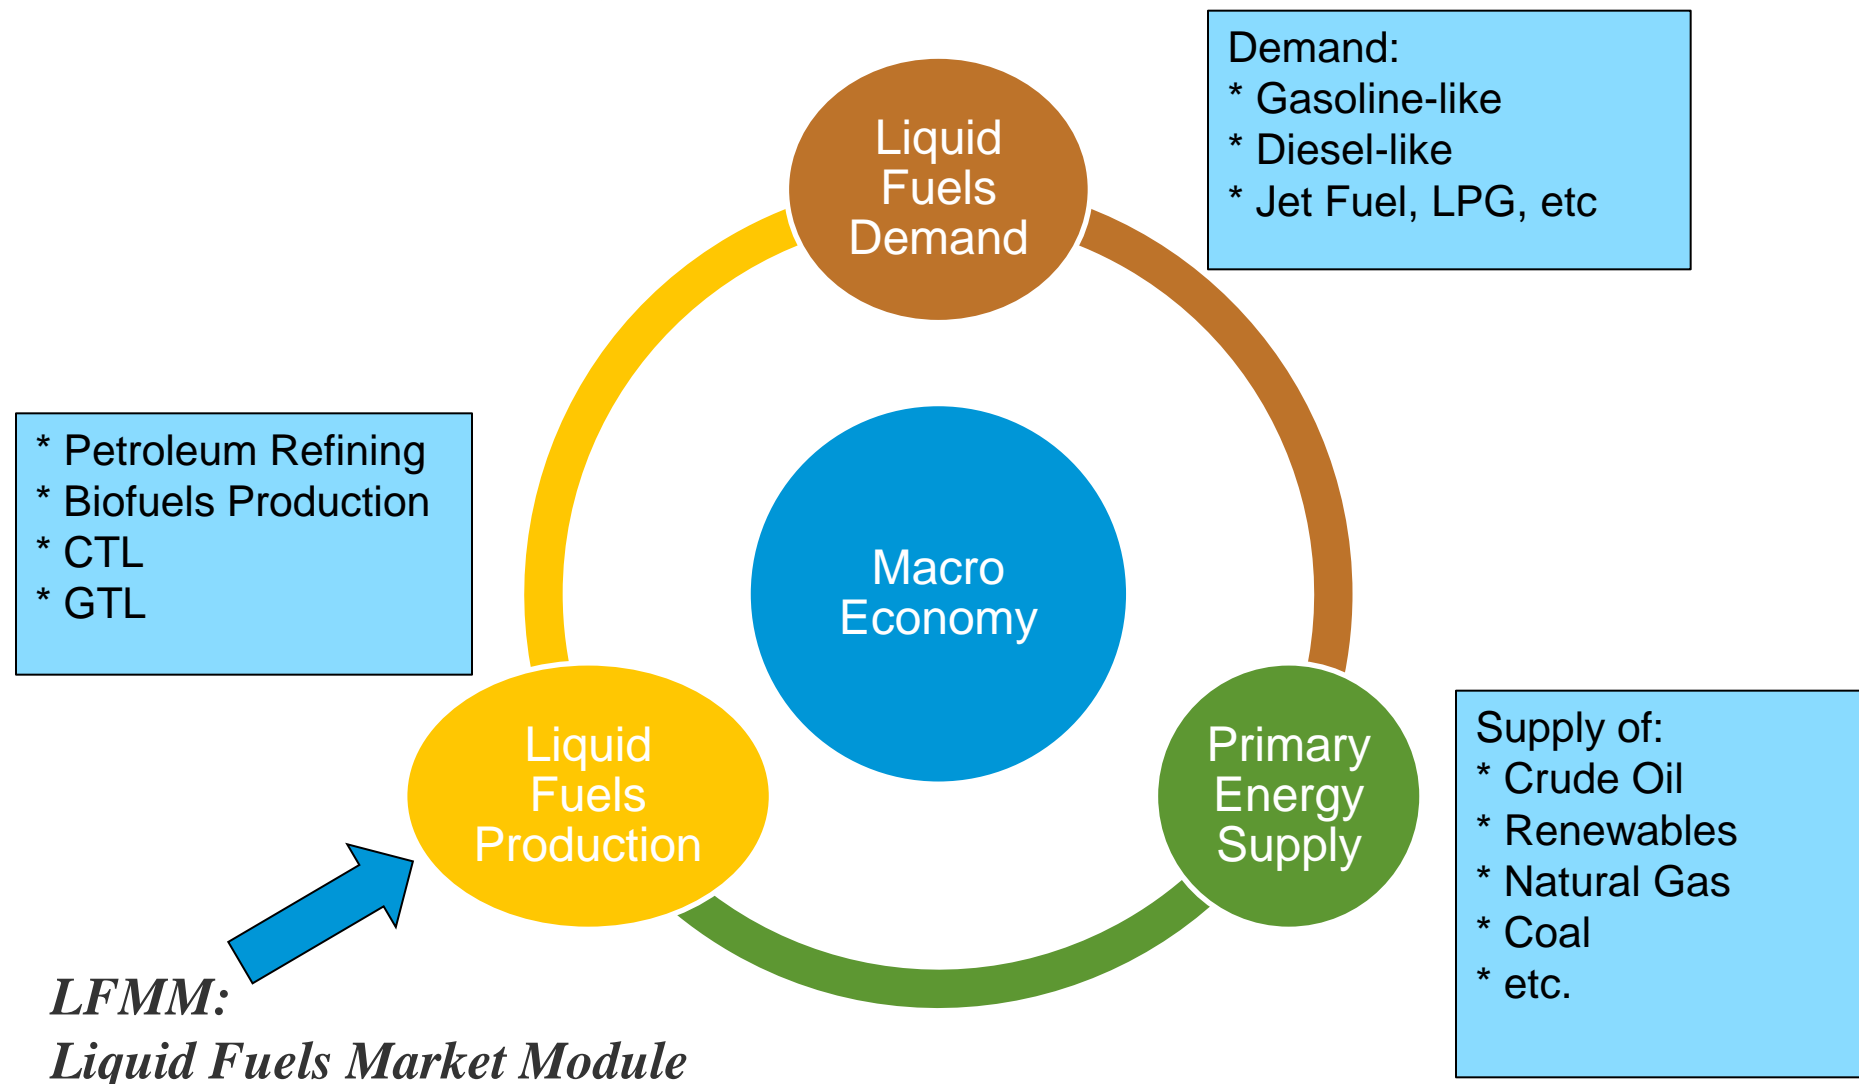 Demand:
* Gasoline-like
* Diesel-like
* Jet Fuel, LPG, etc
Liquid
Fuels
Demand
* Petroleum Refining
* Biofuels Production
* CTL
* GTL
Macro
Economy
Liquid
Fuels
Production
Primary
Energy
Supply
Supply of:
* Crude Oil
* Renewables
* Natural Gas
* Coal
* etc.
LFMM:
Liquid Fuels Market Module